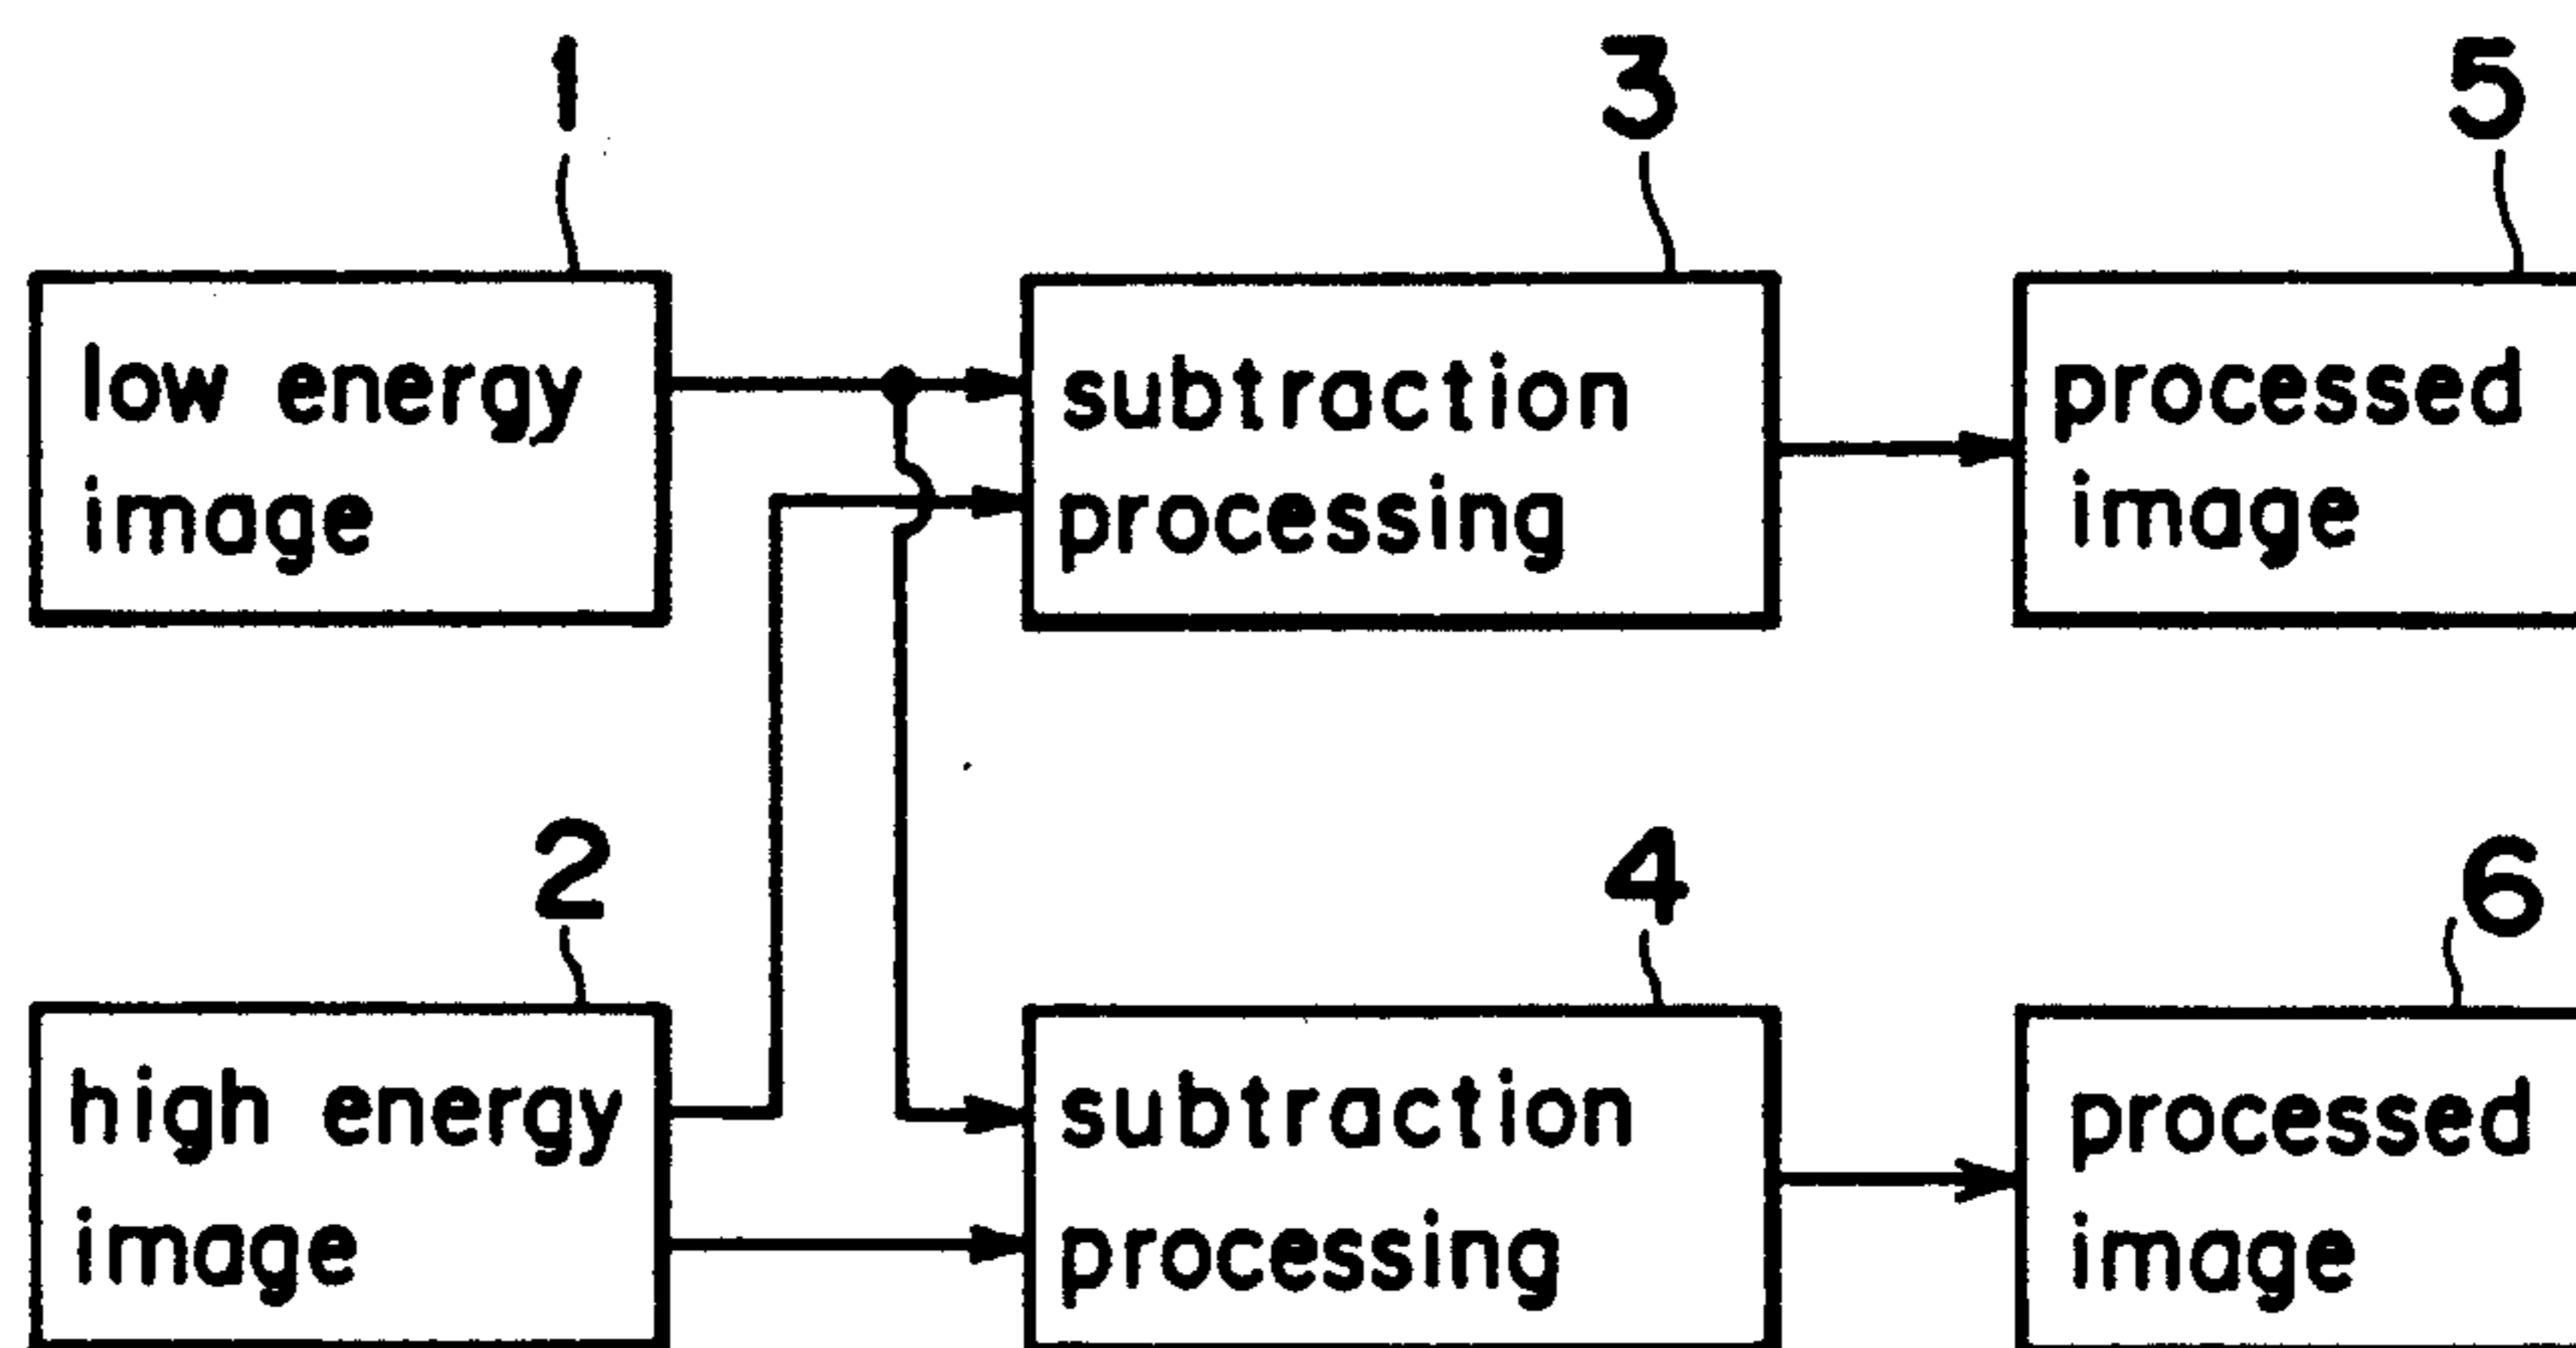 1
3
5
low energy
image
subtraction
processing
processed
image
2
4
6
high energy
image
subtraction
processing
processed
image